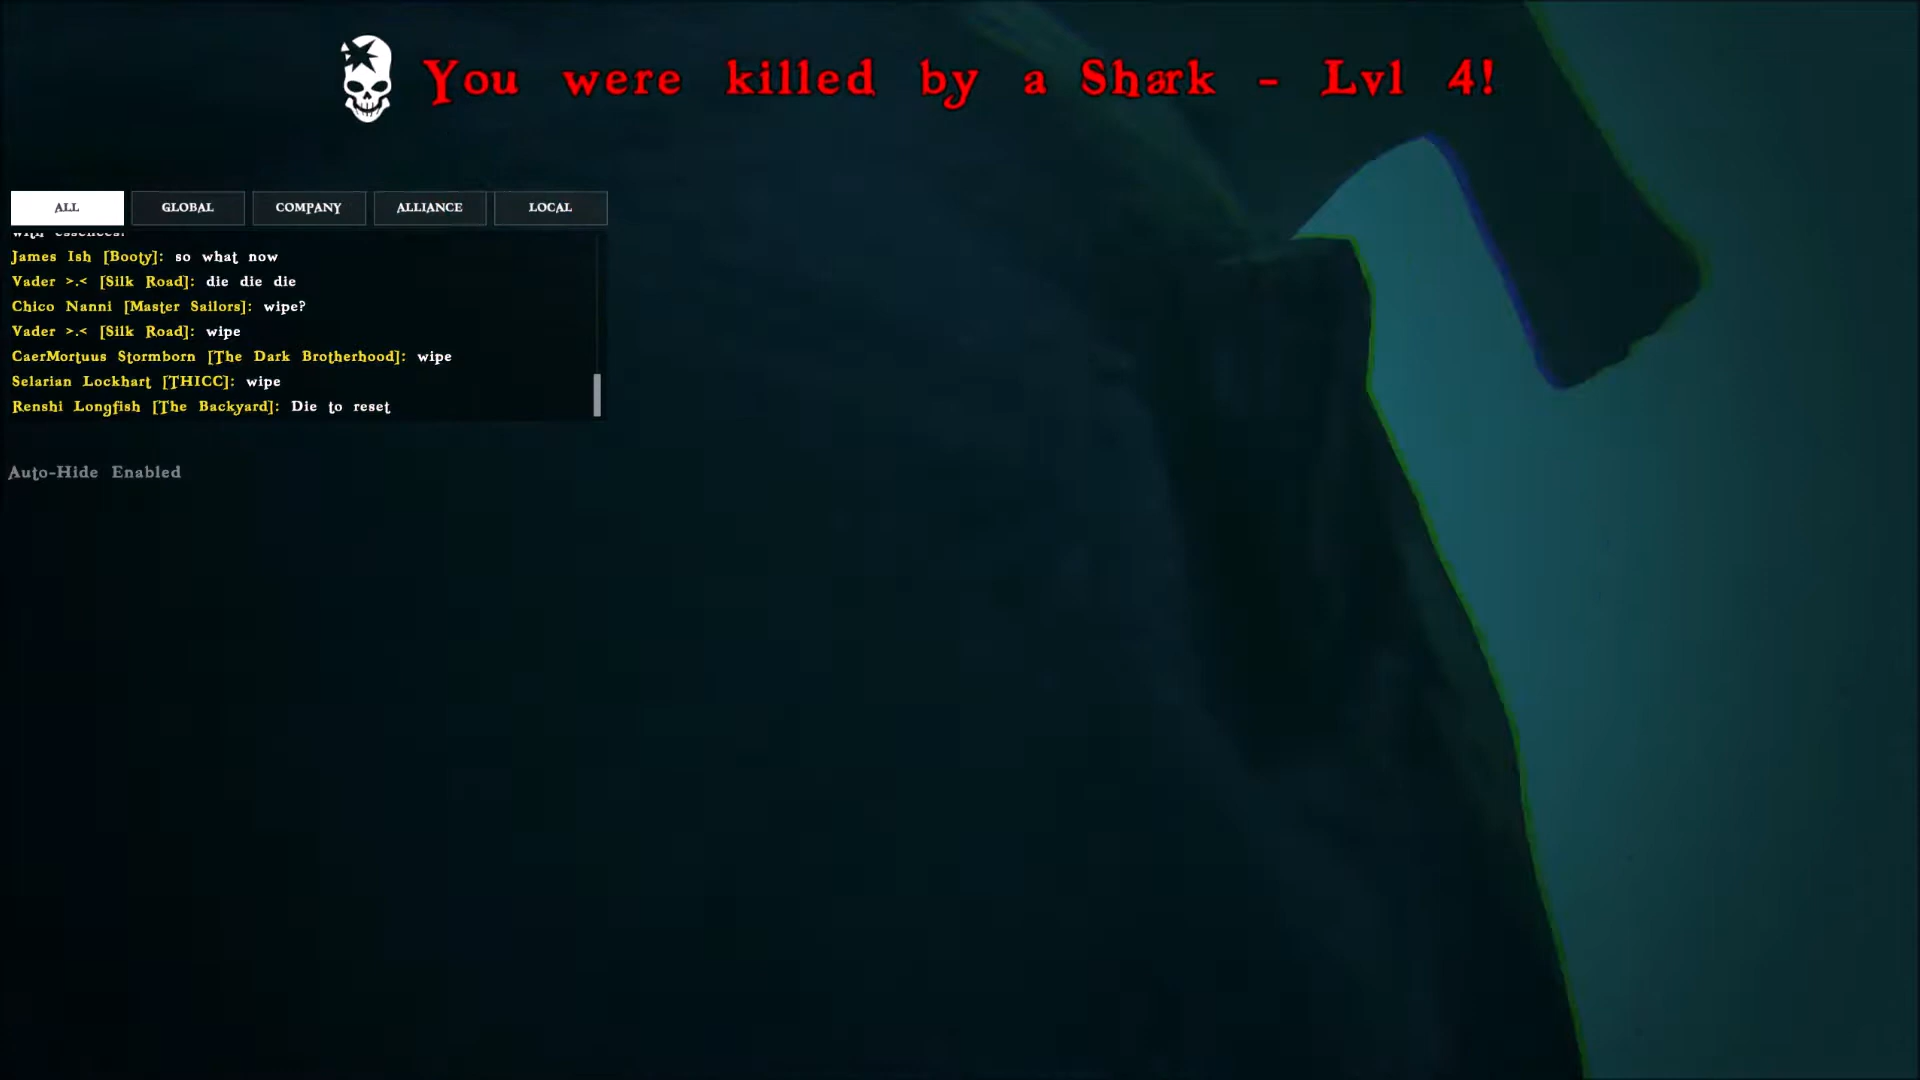 You were killed by a Shark - Lvl 4!
ALL GLOBAL COMPANY ALLIANCE LOCAL
with essences!
James Ish [Booty]: so what now
Vader >.< [Silk Road]: die die die
Chico Nanni [Master Sailors]: wipe?
Vader >.< [Silk Road]: wipe
CaerMortuus Stormborn [The Dark Brotherhood]: wipe
Selarian Lockhart [THICC]: wipe
Renshi Longfish [The Backyard]: Die to reset
Auto-Hide Enabled